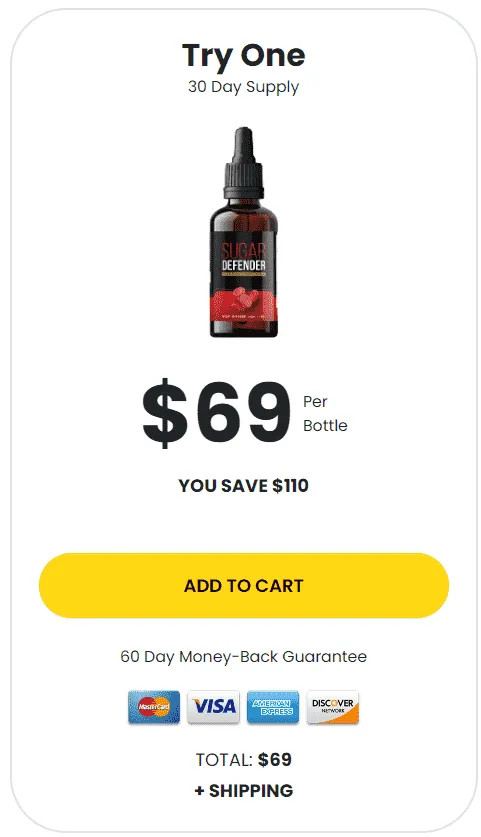 Try One
30 Day Supply
SUGAR
DEFENDER
$69 Per
Bottle
YOU SAVE $110
ADD TO CART
60 Day Money-Back Guarantee
MasterCard VISA AMERICAN EXPRESS DISCOVER NETWORK
TOTAL: $69
+ SHIPPING